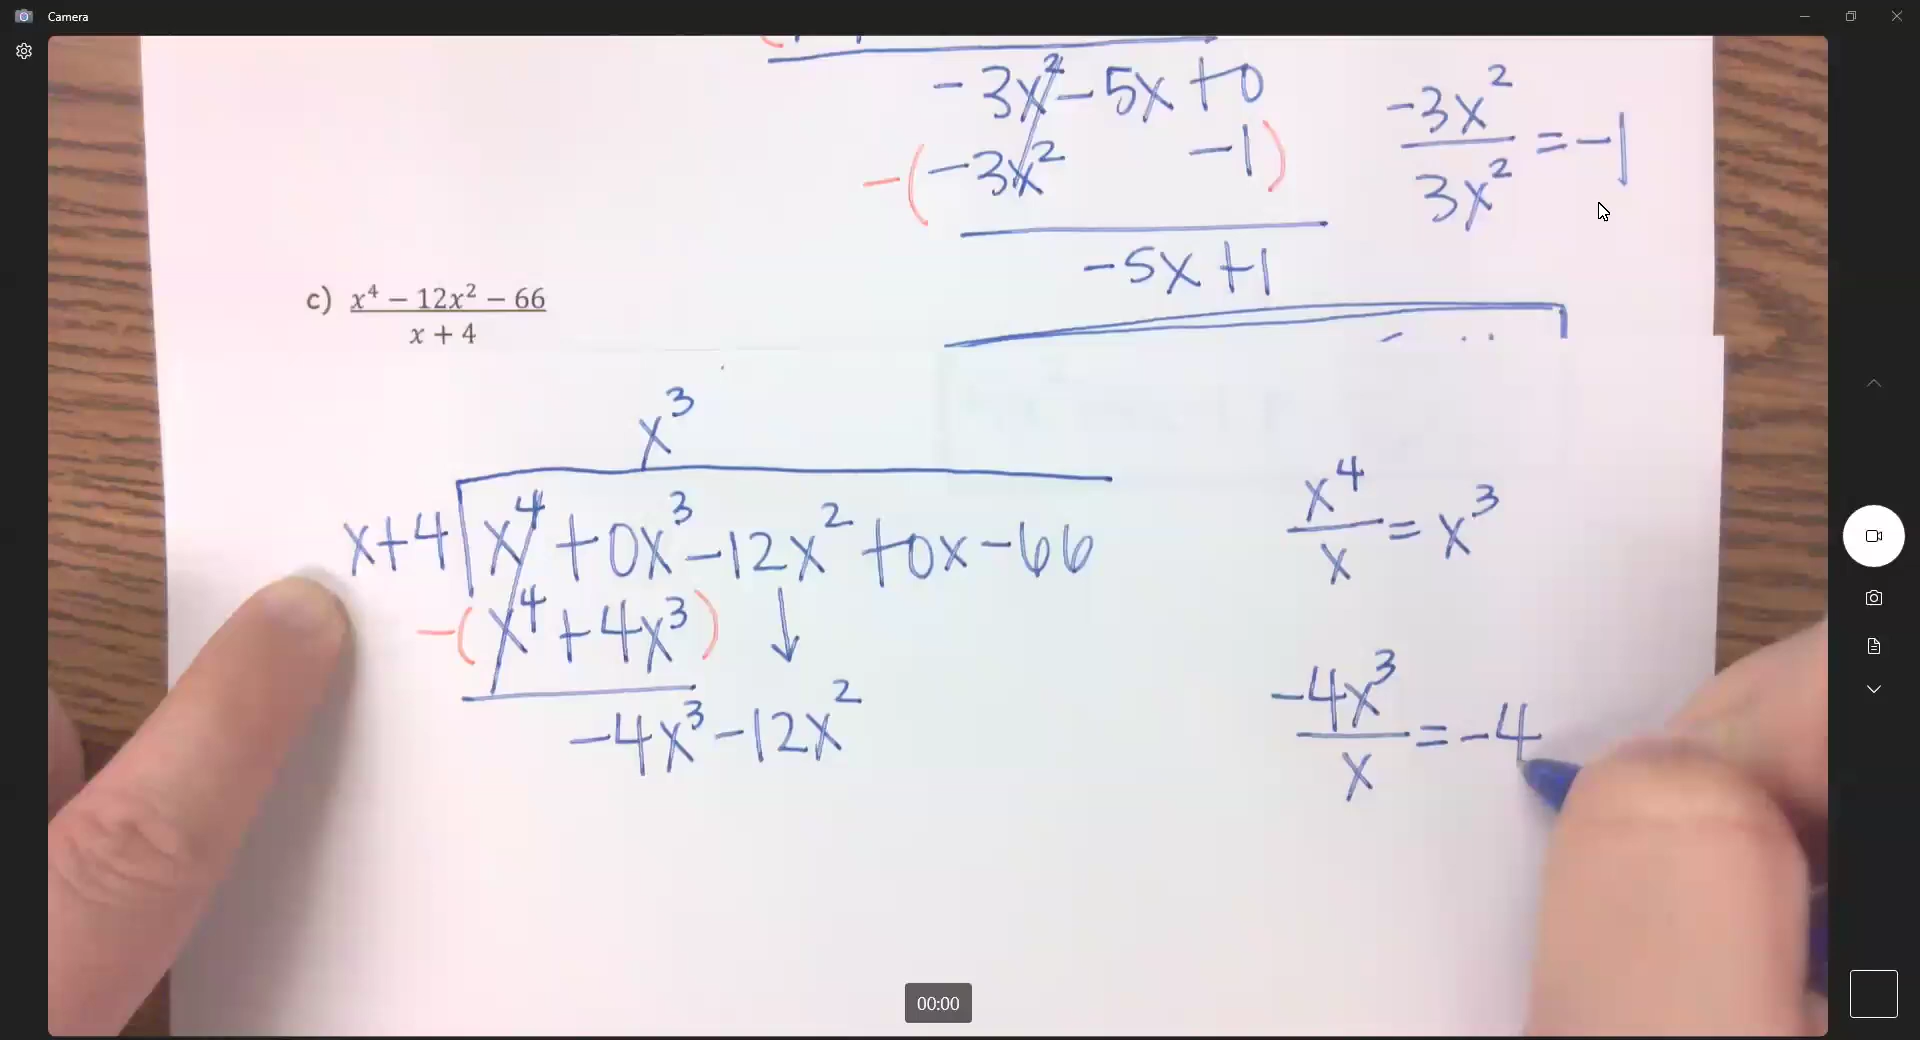 Camera
- 3x² - 5x + 0
-(-3x² - 1)
-5x + 1
-3x²/3x² = -1
c) x⁴ − 12x² − 66
x + 4
x³
x+4 x⁴ + 0x³ - 12x² + 0x - 66
-(x⁴ + 4x³)
-4x³ - 12x²
x⁴/x = x³
-4x³/x = -4
00:00